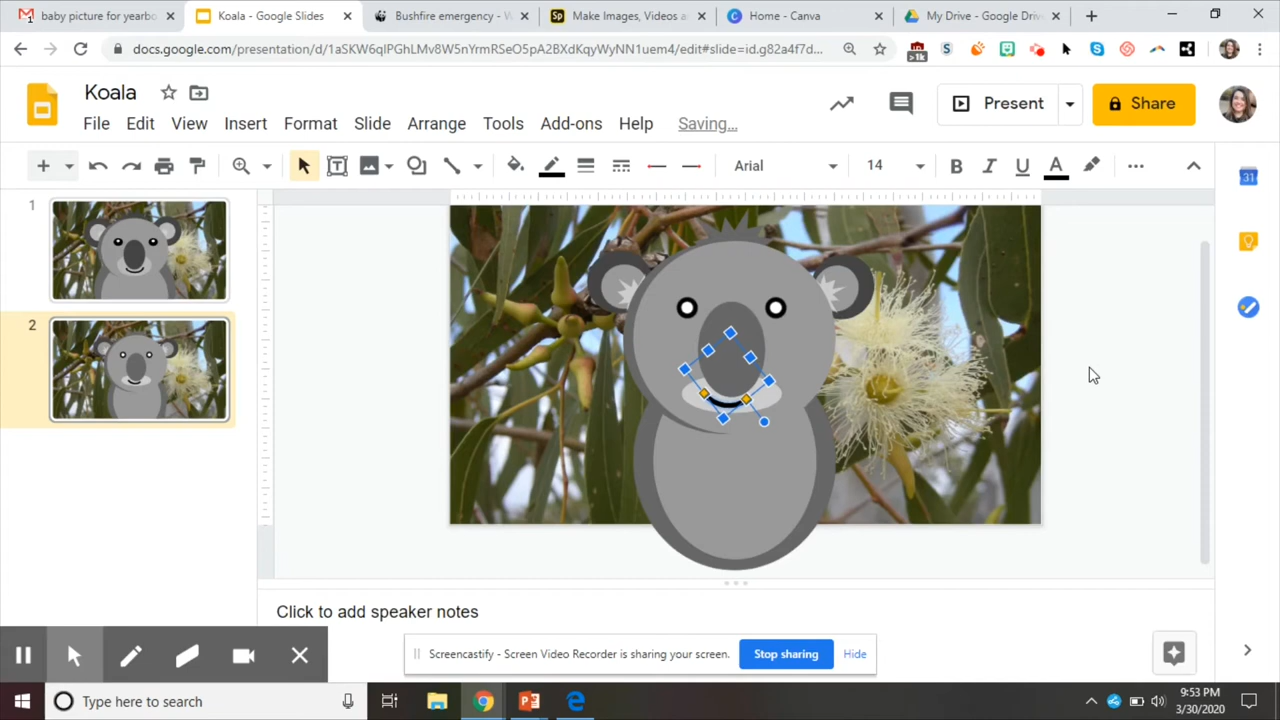 baby picture for yearbo
Koala - Google Slides
Bushfire emergency - W
Make Images, Videos a
Home - Canva
My Drive - Google Driv
docs.google.com/presentation/d/1aSKW6qlPGhLMv8W5nYrmRSeO5pA2BXdKqyWyNN1uem4/edit#slide=id.g82a4f7d...
>1k
Koala
Present
Share
File Edit View Insert Format Slide Arrange Tools Add-ons Help Saving...
Arial
14
B I U A
31
1
2
Click to add speaker notes
Screencastify - Screen Video Recorder is sharing your screen.
Stop sharing
Hide
Type here to search
9:53 PM
3/30/2020